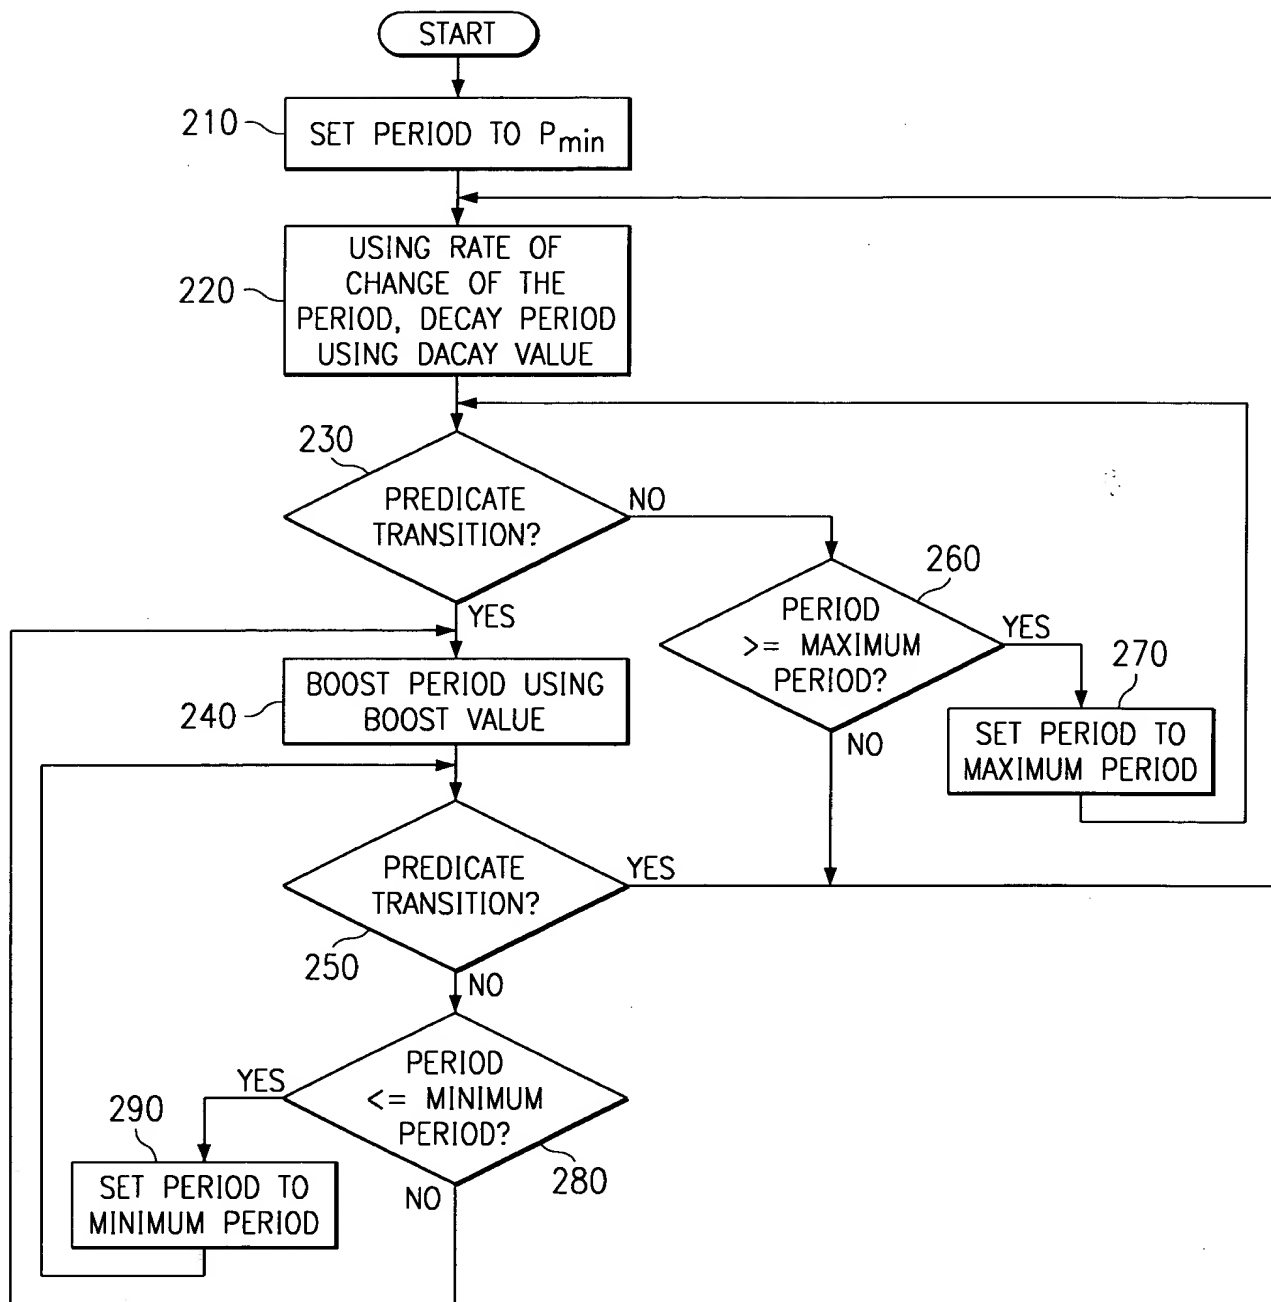 START
210
SET PERIOD TO Pmin
220
USING RATE OF
CHANGE OF THE
PERIOD, DECAY PERIOD
USING DACAY VALUE
230
PREDICATE
TRANSITION?
NO
YES
260
PERIOD
>= MAXIMUM
PERIOD?
YES
NO
270
SET PERIOD TO
MAXIMUM PERIOD
240
BOOST PERIOD USING
BOOST VALUE
PREDICATE
TRANSITION?
YES
250
NO
PERIOD
<= MINIMUM
PERIOD?
YES
280
NO
290
SET PERIOD TO
MINIMUM PERIOD